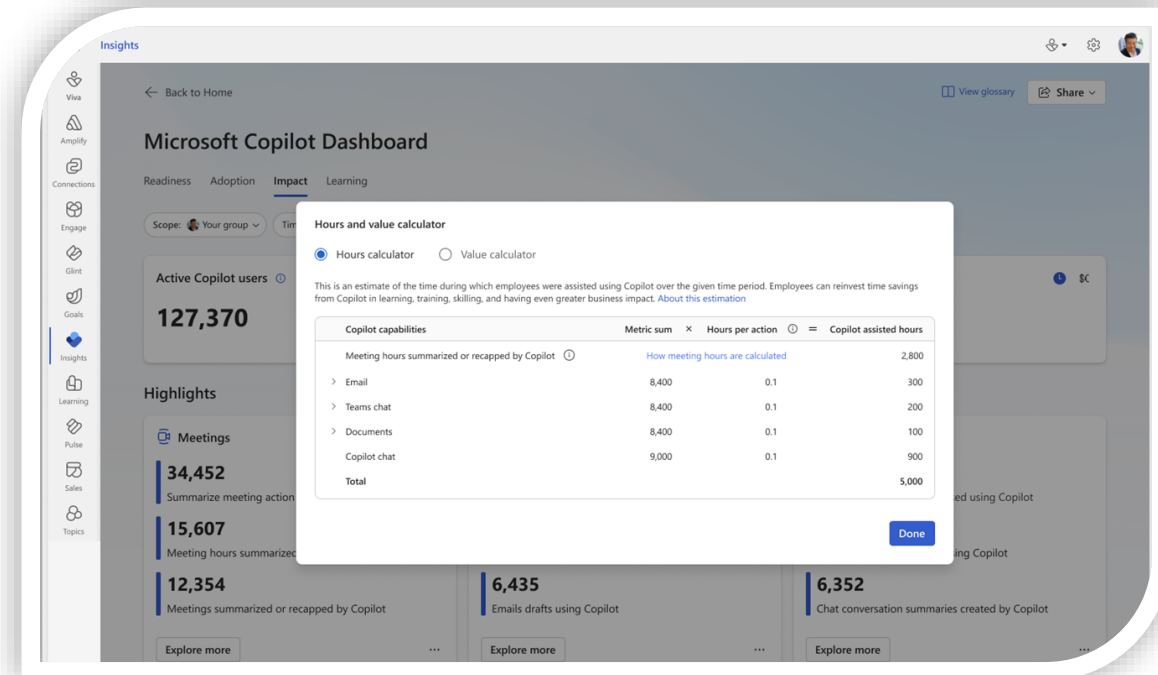 Insights
Viva
Amplify
Connections
Engage
Glint
Goals
Insights
Learning
Pulse
Sales
Topics
Back to Home
View glossary
Share
Microsoft Copilot Dashboard
Readiness Adoption Impact Learning
Scope: Your group
Tim
Active Copilot users
127,370
$€
Highlights
Meetings
34,452
Summarize meeting action
15,607
Meeting hours summarized
12,354
Meetings summarized or recapped by Copilot
Explore more
6,435
Emails drafts using Copilot
Explore more
ed using Copilot
ing Copilot
6,352
Chat conversation summaries created by Copilot
Explore more
Hours and value calculator
Hours calculator Value calculator
This is an estimate of the time during which employees were assisted using Copilot over the given time period. Employees can reinvest time savings
from Copilot in learning, training, skilling, and having even greater business impact. About this estimation
Copilot capabilities Metric sum × Hours per action = Copilot assisted hours
Meeting hours summarized or recapped by Copilot How meeting hours are calculated 2,800
Email 8,400 0.1 300
Teams chat 8,400 0.1 200
Documents 8,400 0.1 100
Copilot chat 9,000 0.1 900
Total 5,000
Done